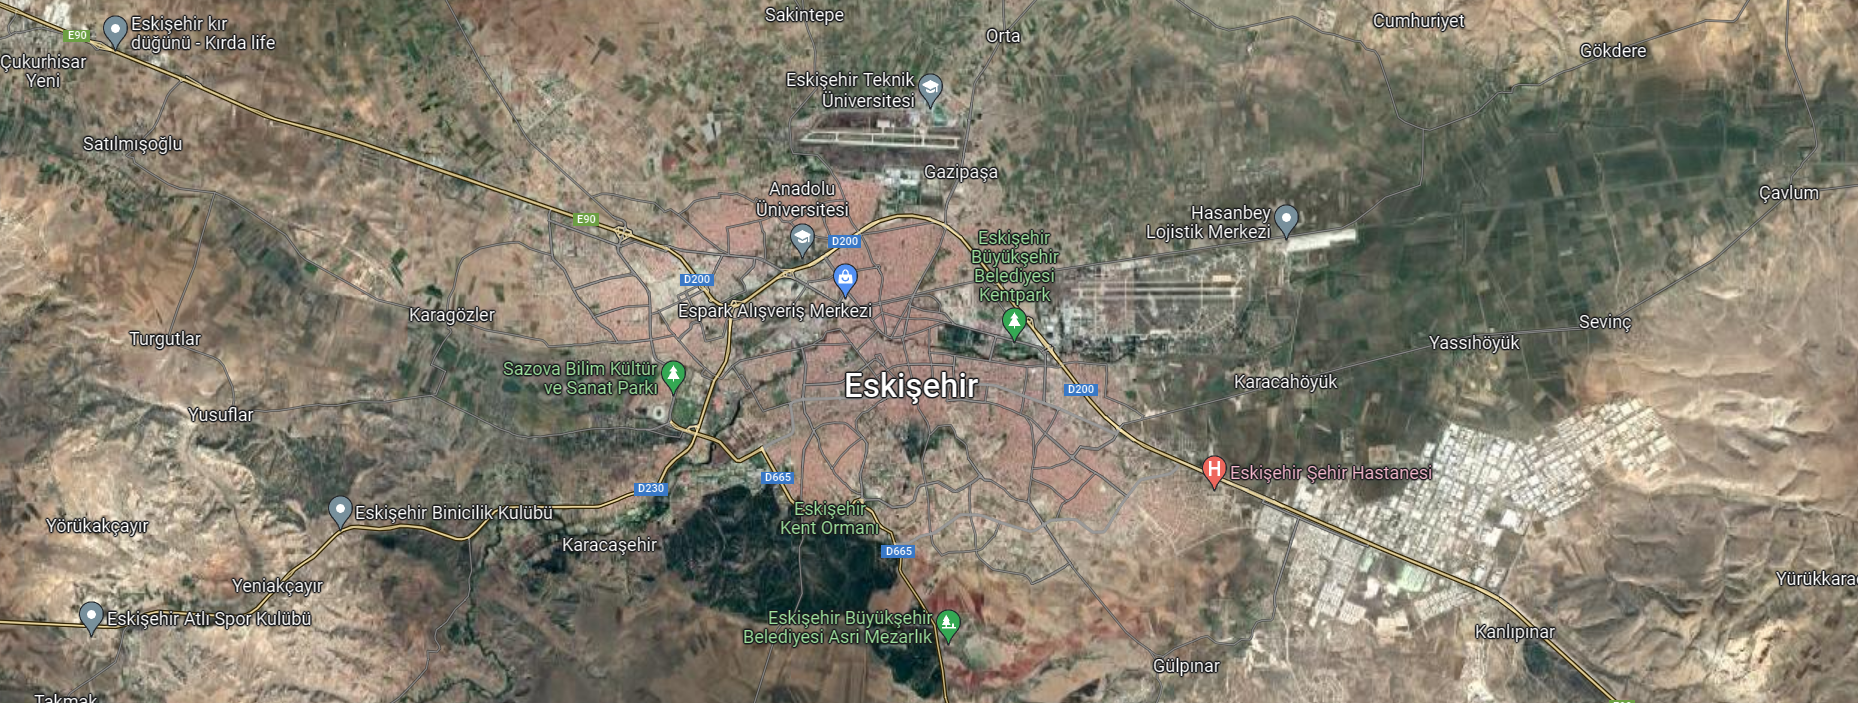 Sakintepe
Cumhuriyet
Eskişehir kır
düğünü - Kırda life
E90
Orta
Gökdere
Çukurhisar
Yeni
Eskişehir Teknik
Üniversitesi
Satılmışoğlu
Gazipaşa
Anadolu
Üniversitesi
Çavlum
E90
Hasanbey
Lojistik Merkezi
D200
Eskişehir
Büyükşehir
Belediyesi
Kentpark
D200
Espark Alışveriş Merkezi
Karagözler
Sevinç
Turgutlar
Yassıhöyük
Sazova Bilim Kültür
ve Sanat Parkı
Eskişehir
D200
Karacahöyük
Yusuflar
Eskişehir Şehir Hastanesi
D665
D230
Eskişehir Binicilik Kulübü
Eskişehir
Kent Ormanı
Yörükakçayır
Karacaşehir
D665
Yeniakçayır
Yürükkarac
Eskişehir Atlı Spor Kulübü
Eskişehir Büyükşehir
Belediyesi Asri Mezarlık
Kanlıpınar
Gülpınar
Takmak